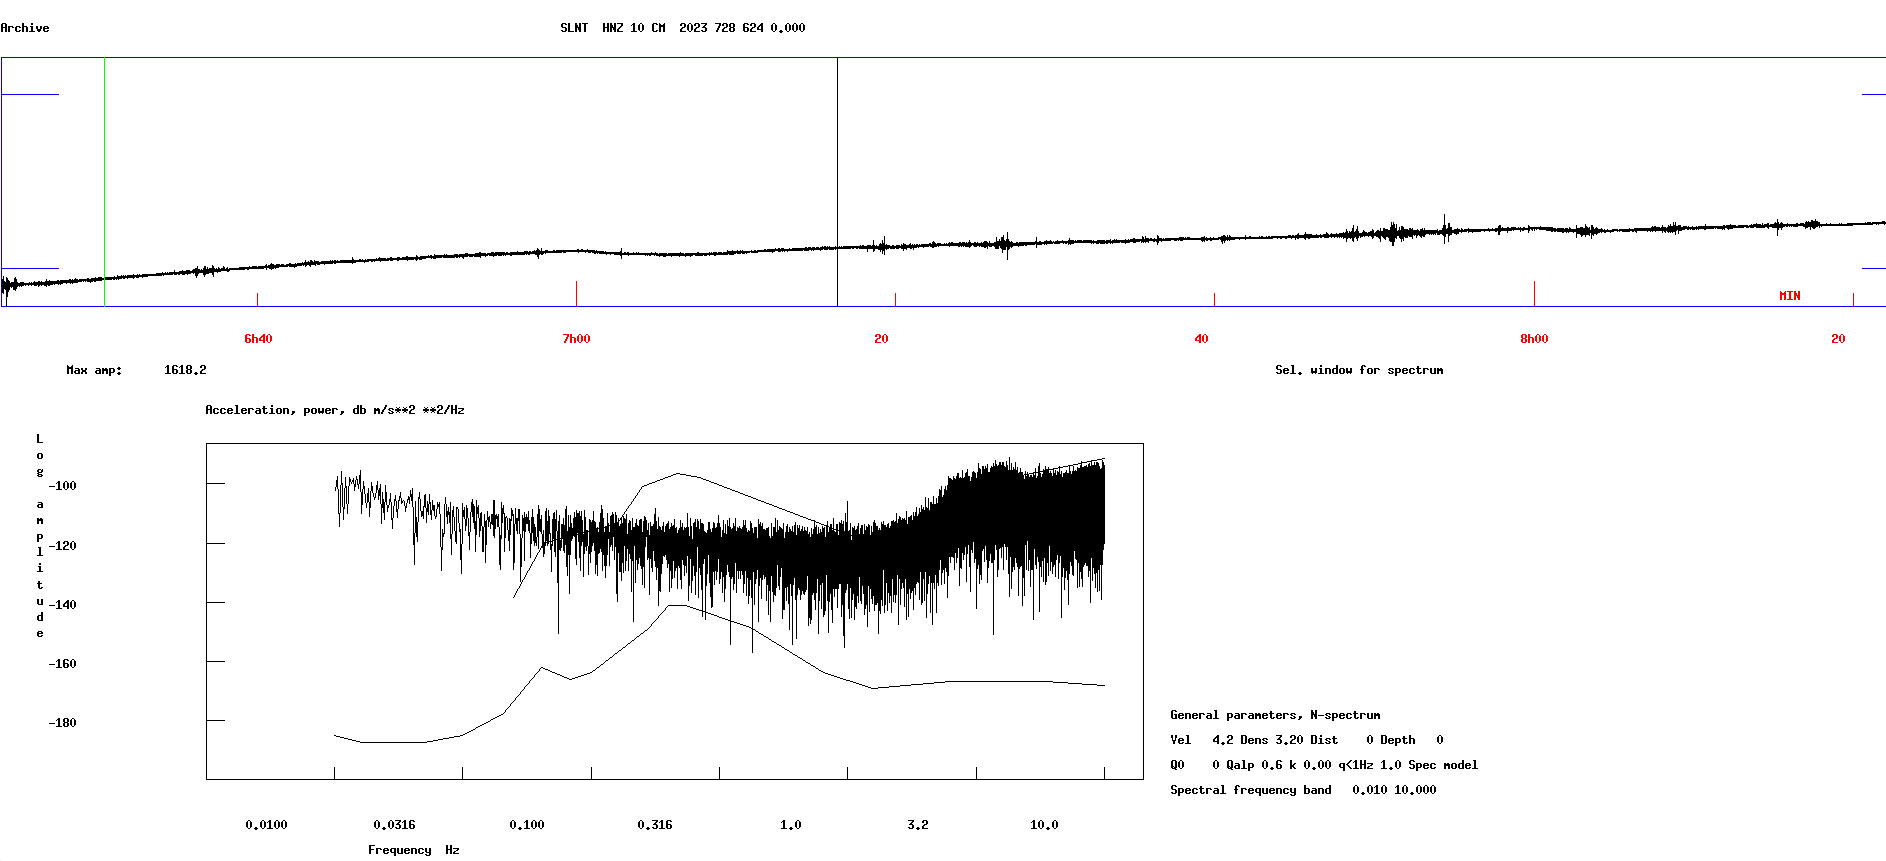 Archive SLNT HNZ 10 CM 2023 728 624 0.000
MIN
6h40 7h00 20 40 8h00 20
Max amp: 1618.2 Sel. window for spectrum
Acceleration, power, db m/s**2 **2/Hz
Log amplitude
-100
-120
-140
-160
-180
General parameters, N-spectrum
Vel 4.2 Dens 3.20 Dist 0 Depth 0
Q0 0 Qalp 0.6 k 0.00 q<1Hz 1.0 Spec model
Spectral frequency band 0.010 10.000
0.0100 0.0316 0.100 0.316 1.0 3.2 10.0
Frequency Hz